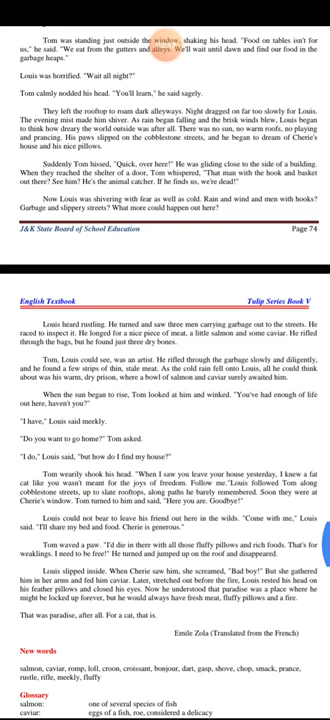 Tom was standing just outside the window, shaking his head. "Food on tables isn't for
us," he said. "We eat from the gutters and alleys. We'll wait until dawn and find our food in the
garbage heaps."
Louis was horrified. "Wait all night?"
Tom calmly nodded his head. "You'll learn," he said sagely.
They left the rooftop to roam dark alleyways. Night dragged on far too slowly for Louis.
The evening mist made him shiver. As rain began falling and the brisk winds blew, Louis began
to think how dreary the world outside was after all. There was no sun, no warm roofs, no playing
and prancing. His paws slipped on the cobblestone streets, and he began to dream of Cherie's
house and his nice pillows.
Suddenly Tom hissed, "Quick, over here!" He was gliding close to the side of a building.
When they reached the shelter of a door, Tom whispered, "That man with the hook and basket
out there? See him? He's the animal catcher. If he finds us, we're dead!"
Now Louis was shivering with fear as well as cold. Rain and wind and men with hooks?
Garbage and slippery streets? What more could happen out here?
J&K State Board of School Education Page 74
English Textbook Tulip Series Book V
Louis heard rustling. He turned and saw three men carrying garbage out to the streets. He
raced to inspect it. He longed for a nice piece of meat, a little salmon and some caviar. He rifled
through the bags, but he found just three dry bones.
Tom, Louis could see, was an artist. He rifled through the garbage slowly and diligently,
and he found a few strips of thin, stale meat. As the cold rain fell onto Louis, all he could think
about was his warm, dry prison, where a bowl of salmon and caviar surely awaited him.
When the sun began to rise, Tom looked at him and winked. "You've had enough of life
out here, haven't you?"
"I have," Louis said meekly.
"Do you want to go home?" Tom asked.
"I do," Louis said, "but how do I find my house?"
Tom wearily shook his head. "When I saw you leave your house yesterday, I knew a fat
cat like you wasn't meant for the joys of freedom. Follow me."Louis followed Tom along
cobblestone streets, up to slate rooftops, along paths he barely remembered. Soon they were at
Cherie's window. Tom turned to him and said, "Here you are. Goodbye!"
Louis could not bear to leave his friend out here in the wilds. "Come with me," Louis
said. "I'll share my bed and food. Cherie is generous."
Tom waved a paw. "I'd die in there with all those fluffy pillows and rich foods. That's for
weaklings. I need to be free!" He turned and jumped up on the roof and disappeared.
Louis slipped inside. When Cherie saw him, she screamed, "Bad boy!" But she gathered
him in her arms and fed him caviar. Later, stretched out before the fire, Louis rested his head on
his feather pillows and closed his eyes. Now he understood that paradise was a place where he
might be locked up forever, but he would always have fresh meat, fluffy pillows and a fire.
That was paradise, after all. For a cat, that is.
Emile Zola (Translated from the French)
New words
salmon, caviar, romp, loll, croon, croissant, bonjour, dart, gasp, shove, chop, smack, prance,
rustle, rifle, meekly, fluffy
Glossary
salmon: one of several species of fish
caviar: eggs of a fish, roe, considered a delicacy